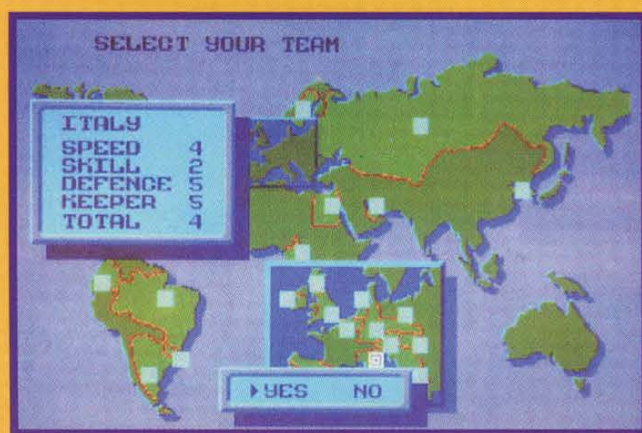 SELECT YOUR TEAM
ITALY
SPEED 4
SKILL 2
DEFENCE 5
KEEPER 5
TOTAL 4
▶YES NO